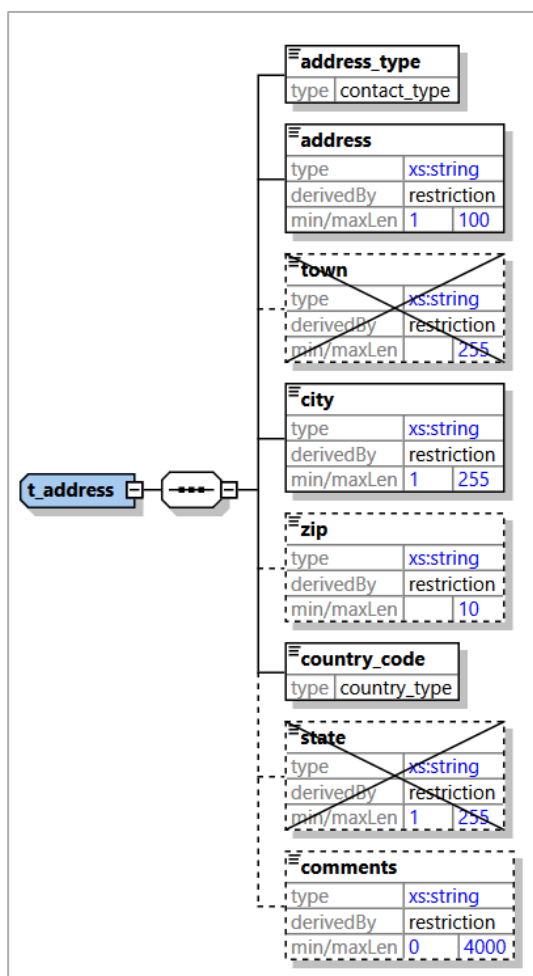 address_type
type contact_type
address
type xs:string
derivedBy restriction
min/maxLen 1 100
town
type xs:string
derivedBy restriction
min/maxLen 255
city
type xs:string
derivedBy restriction
min/maxLen 1 255
t_address
zip
type xs:string
derivedBy restriction
min/maxLen 10
country_code
type country_type
state
type xs:string
derivedBy restriction
min/maxLen 1 255
comments
type xs:string
derivedBy restriction
min/maxLen 0 4000